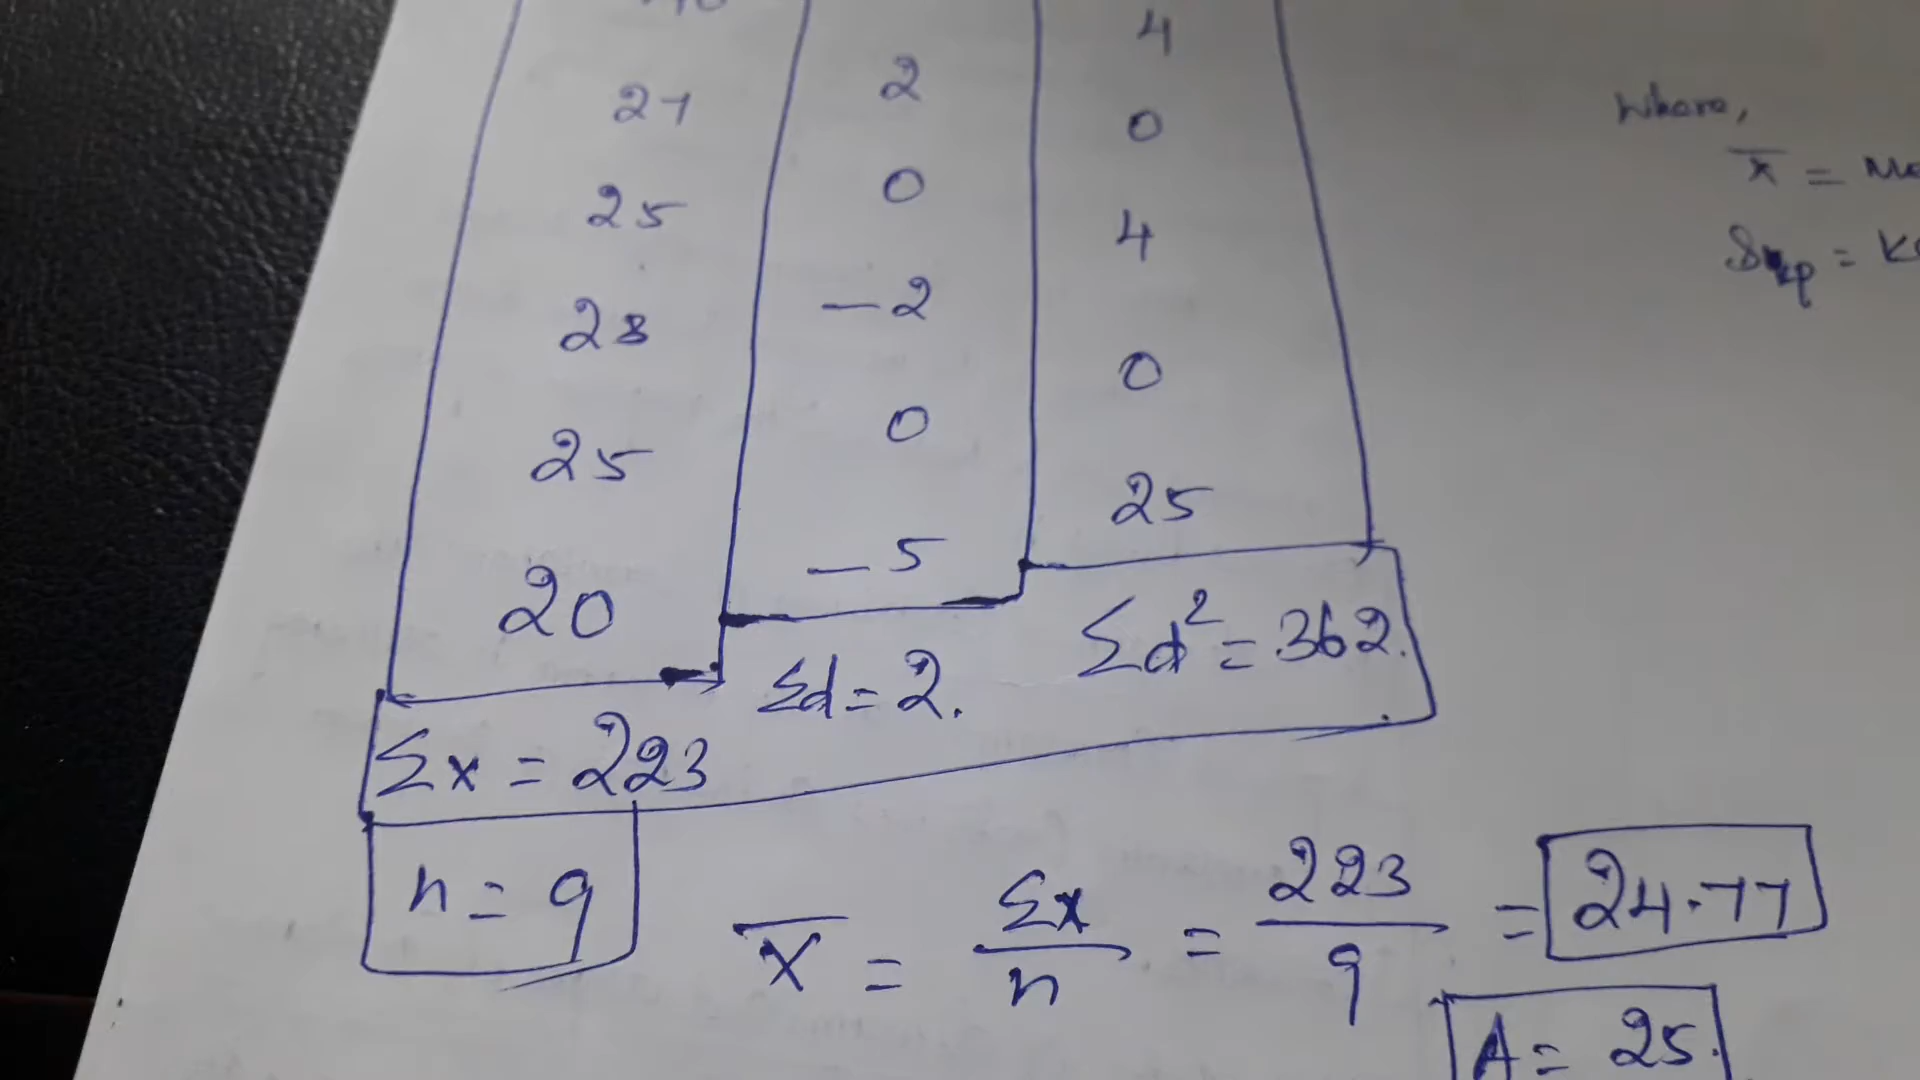 4
27 2 0
25 0 4
28 -2 0
25 0 25
20 -5
Σx = 223 Σd = 2. Σd² = 362.
n = 9
X̄ = Σx/n = 223/9 = 24.77
A = 25.
Where,
x̄ =
Skp =